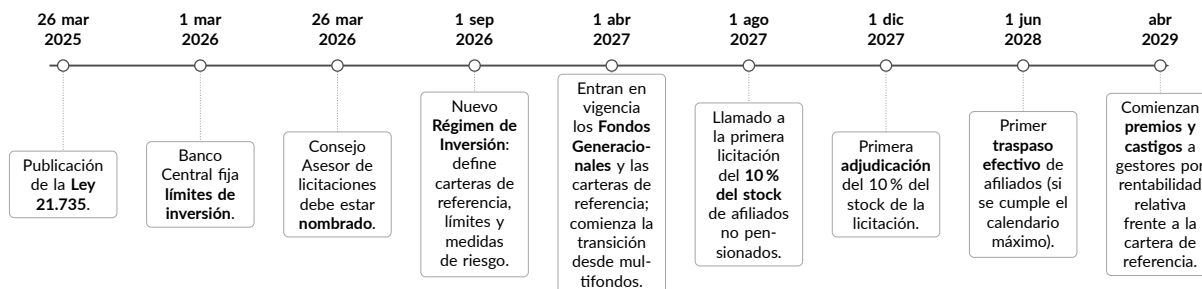 26 mar
2025
1 mar
2026
26 mar
2026
1 sep
2026
1 abr
2027
1 ago
2027
1 dic
2027
1 jun
2028
abr
2029
Publicación
de la Ley
21.735.
Banco
Central fija
límites de
inversión.
Consejo
Asesor de
licitaciones
debe estar
nombrado.
Nuevo
Régimen de
Inversión:
define
carteras de
referencia,
límites y
medidas
de riesgo.
Entran en
vigencia
los Fondos
Generacio-
nales y las
carteras de
referencia;
comienza la
transición
desde mul-
tifondos.
Llamado a
la primera
licitación
del 10 %
del stock
de afiliados
no pen-
sionados.
Primera
adjudicación
del 10 % del
stock de la
licitación.
Primer
traspaso
efectivo de
afiliados (si
se cumple el
calendario
máximo).
Comienzan
premios y
castigos a
gestores por
rentabilidad
relativa
frente a la
cartera de
referencia.